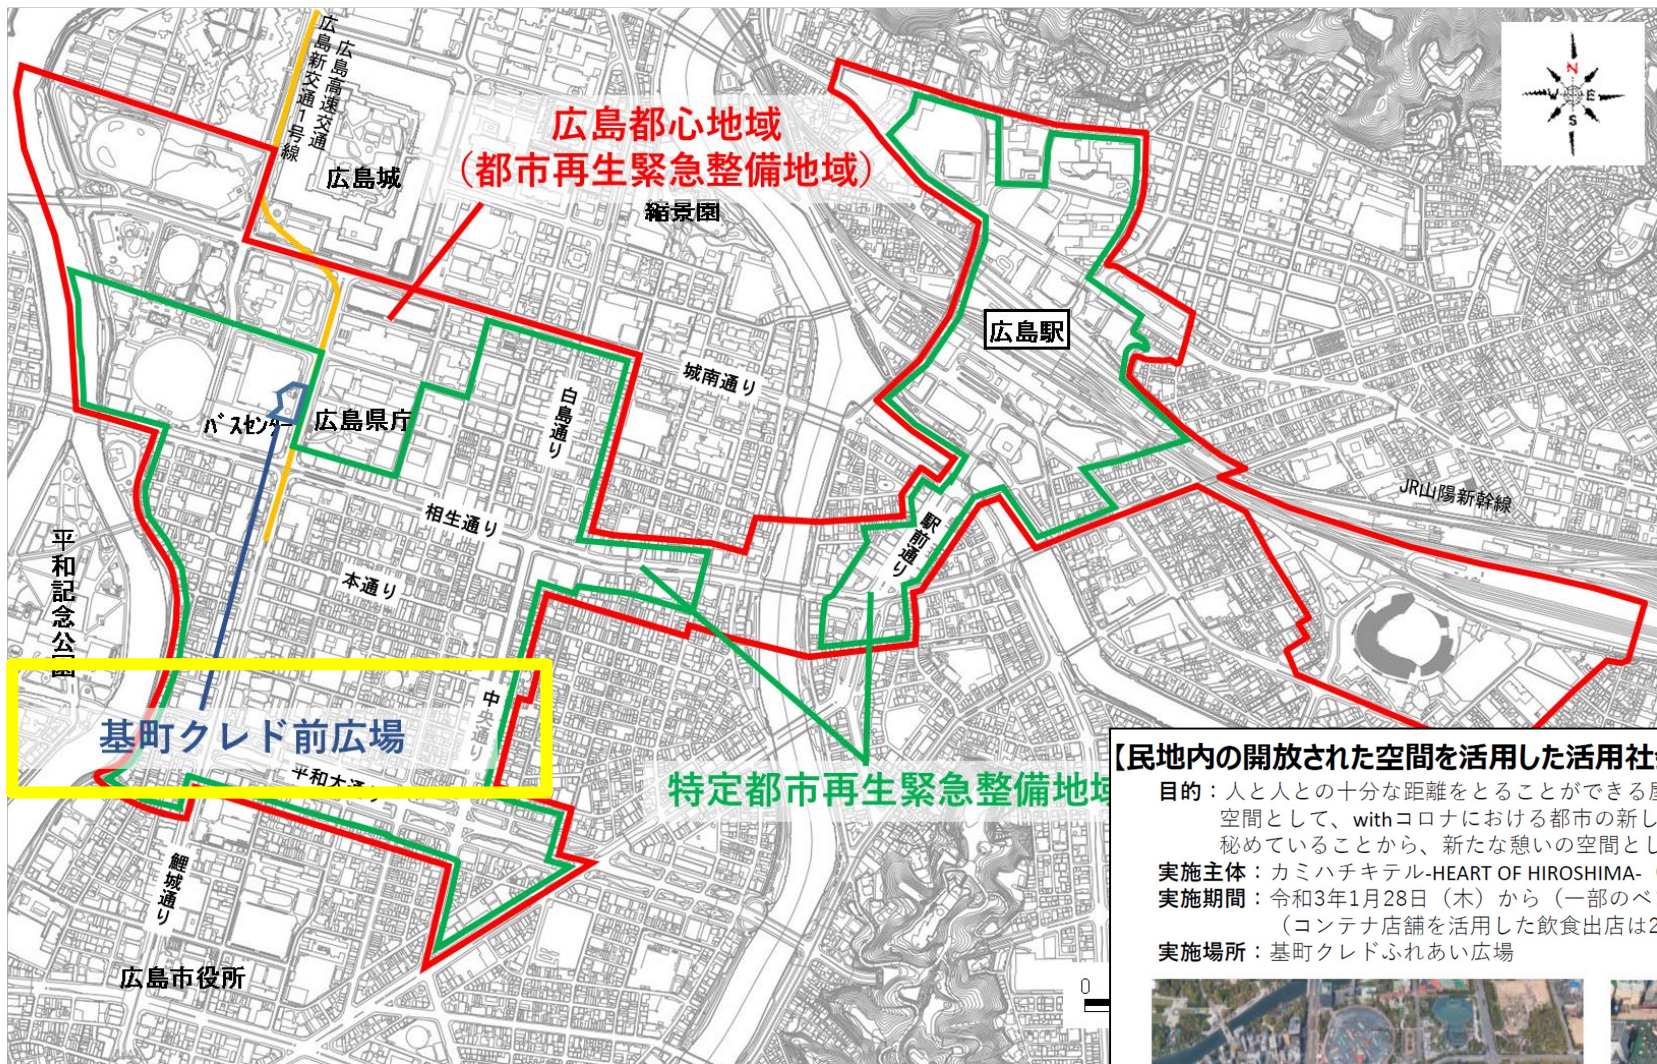 広島高速交通
広島新交通1号線
広島都心地域
（都市再生緊急整備地域）
広島城
縮景園
N
W
E
S
広島駅
城南通り
白島通り
バスセンター
広島県庁
相生通り
駅前通り
JR山陽新幹線
平和記念公園
本通り
中央通り
基町クレド前広場
平和大通り
特定都市再生緊急整備地域
鯉城通り
広島市役所
0
【民地内の開放された空間を活用した活用社会
目的：人と人との十分な距離をとることができる
空間として、withコロナにおける都市の新し
秘めていることから、新たな憩いの空間とし
実施主体：カミハチキテル-HEART OF HIROSHIMA-（
実施期間：令和3年1月28日（木）から（一部のベ
（コンテナ店舗を活用した飲食出店は2
実施場所：基町クレドふれあい広場